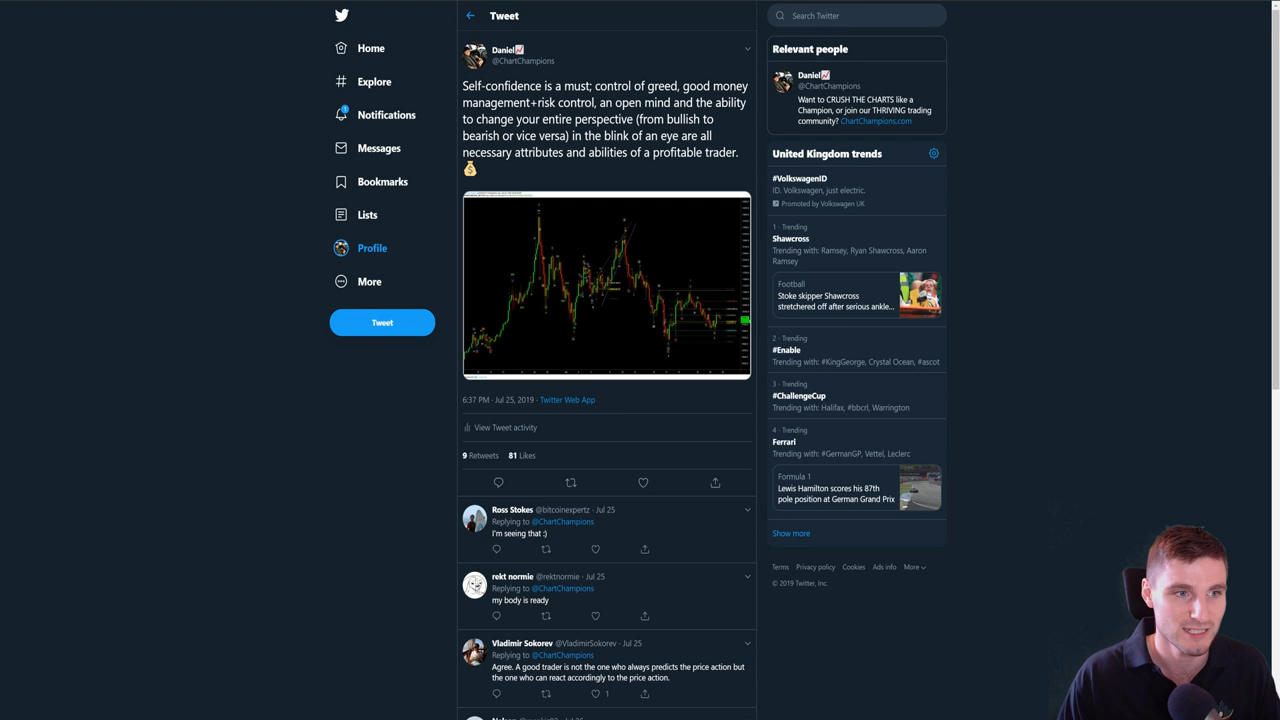 Home
Explore
1
Notifications
Messages
Bookmarks
Lists
Profile
More
Tweet
Tweet
Daniel
@ChartChampions
Self-confidence is a must; control of greed, good money
management+risk control, an open mind and the ability
to change your entire perspective (from bullish to
bearish or vice versa) in the blink of an eye are all
necessary attributes and abilities of a profitable trader.
6:37 PM · Jul 25, 2019 · Twitter Web App
View Tweet activity
9 Retweets 81 Likes
Ross Stokes @bitcoinexpertz · Jul 25
Replying to @ChartChampions
I'm seeing that :)
rekt normie @rektnormie · Jul 25
Replying to @ChartChampions
my body is ready
Vladimir Sokorev @VladimirSokorev · Jul 25
Replying to @ChartChampions
Agree. A good trader is not the one who always predicts the price action but
the one who can react accordingly to the price action.
1
Search Twitter
Relevant people
Daniel
@ChartChampions
Want to CRUSH THE CHARTS like a
Champion, or join our THRIVING trading
community? ChartChampions.com
United Kingdom trends
#VolkswagenID
ID. Volkswagen, just electric.
Promoted by Volkswagen UK
1 · Trending
Shawcross
Trending with: Ramsey, Ryan Shawcross, Aaron
Ramsey
Football
Stoke skipper Shawcross
stretchered off after serious ankle...
2 · Trending
#Enable
Trending with: #KingGeorge, Crystal Ocean, #ascot
3 · Trending
#ChallengeCup
Trending with: Halifax, #bbcrl, Warrington
4 · Trending
Ferrari
Trending with: #GermanGP, Vettel, Leclerc
Formula 1
Lewis Hamilton scores his 87th
pole position at German Grand Prix
Show more
Terms Privacy policy Cookies Ads info More
© 2019 Twitter, Inc.